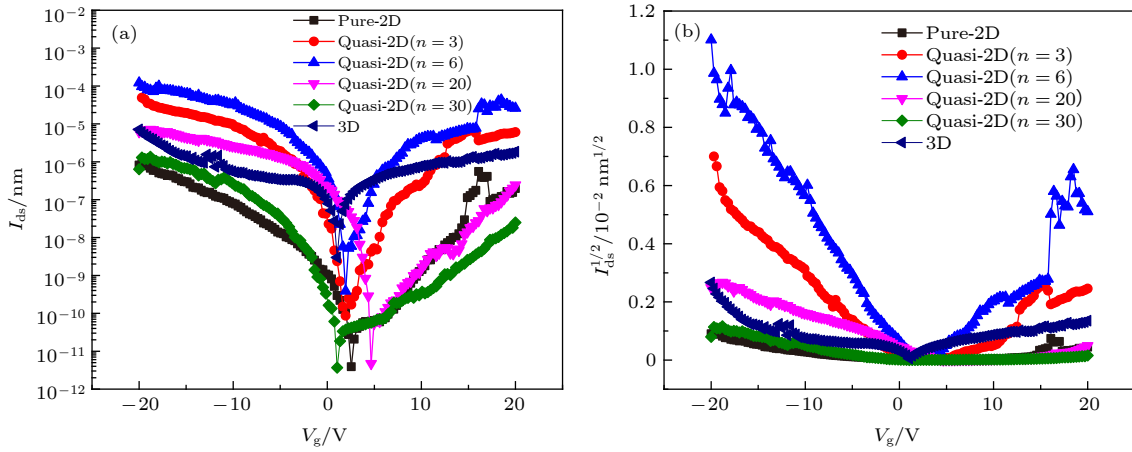 (a)
Pure-2D
Quasi-2D(n = 3)
Quasi-2D(n = 6)
Quasi-2D(n = 20)
Quasi-2D(n = 30)
3D
10⁻¹
10⁻²
10⁻³
10⁻⁴
10⁻⁵
10⁻⁶
10⁻⁷
10⁻⁸
10⁻⁹
10⁻¹⁰
10⁻¹¹
10⁻¹²
I_ds/nm
−20
−10
0
10
20
V_g/V
(b)
Pure-2D
Quasi-2D(n = 3)
Quasi-2D(n = 6)
Quasi-2D(n = 20)
Quasi-2D(n = 30)
3D
1.2
1.0
0.8
0.6
0.4
0.2
0
I_ds^1/2/10⁻² nm^1/2
−20
−10
0
10
20
V_g/V